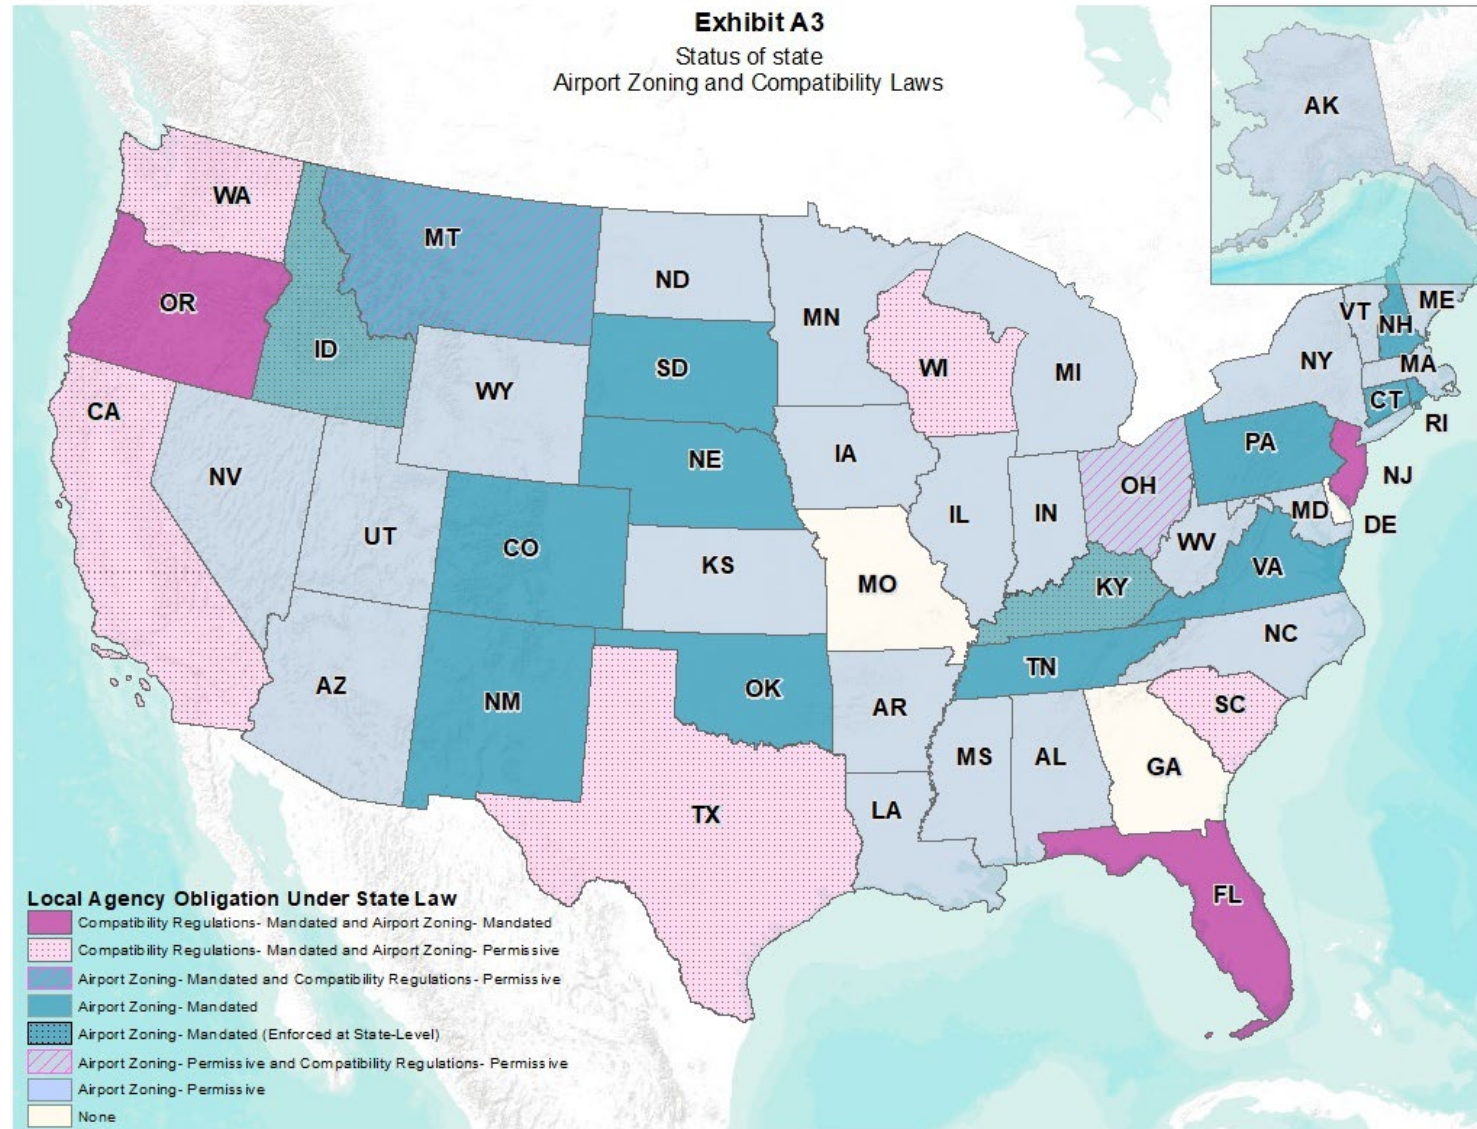 Exhibit A3
Status of state
Airport Zoning and Compatibility Laws
AK
WA
MT
ND
MN
VT
ME
NH
OR
ID
SD
WI
MI
NY
MA
WY
CT
RI
CA
NE
IA
PA
NV
OH
NJ
IL
IN
MD
DE
UT
CO
WV
KS
MO
KY
VA
NC
AZ
NM
OK
TN
AR
SC
MS
AL
GA
TX
LA
FL
Local Agency Obligation Under State Law
Compatibility Regulations- Mandated and Airport Zoning- Mandated
Compatibility Regulations- Mandated and Airport Zoning- Permissive
Airport Zoning- Mandated and Compatibility Regulations- Permissive
Airport Zoning- Mandated
Airport Zoning- Mandated (Enforced at State-Level)
Airport Zoning- Permissive and Compatibility Regulations- Permissive
Airport Zoning- Permissive
None